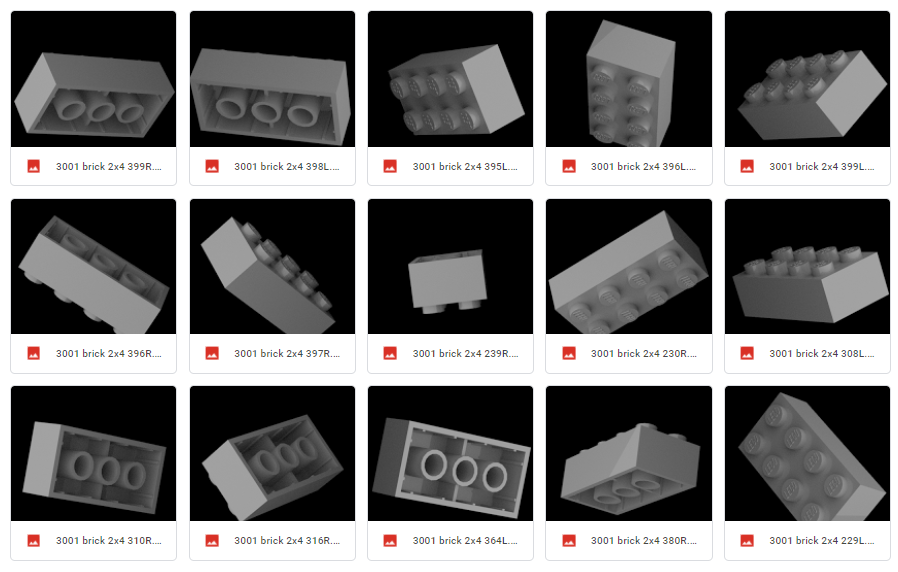 3001 brick 2x4 399R....
3001 brick 2x4 398L....
3001 brick 2x4 395L....
3001 brick 2x4 396L....
3001 brick 2x4 399L....
3001 brick 2x4 396R....
3001 brick 2x4 397R....
3001 brick 2x4 239R....
3001 brick 2x4 230R....
3001 brick 2x4 308L....
3001 brick 2x4 310R....
3001 brick 2x4 316R....
3001 brick 2x4 364L....
3001 brick 2x4 380R....
3001 brick 2x4 229L....